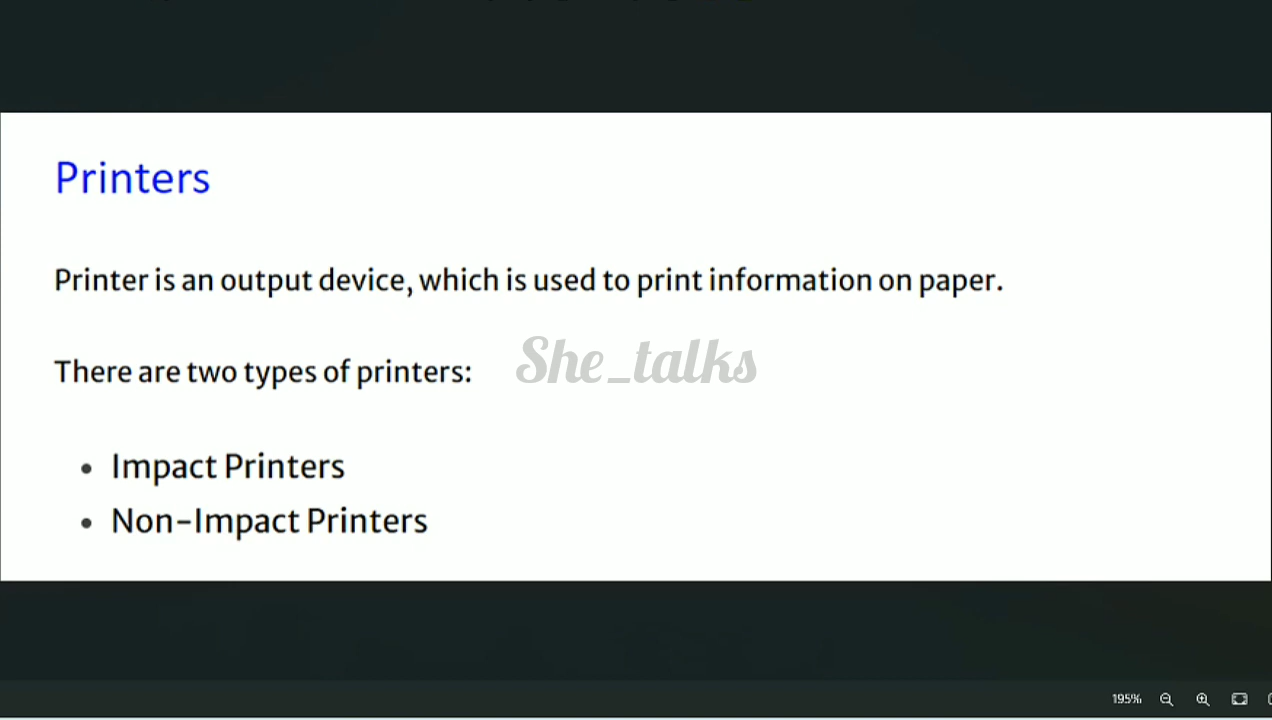 Printers
Printer is an output device, which is used to print information on paper.
She_talks
There are two types of printers:
• Impact Printers
• Non-Impact Printers
195%